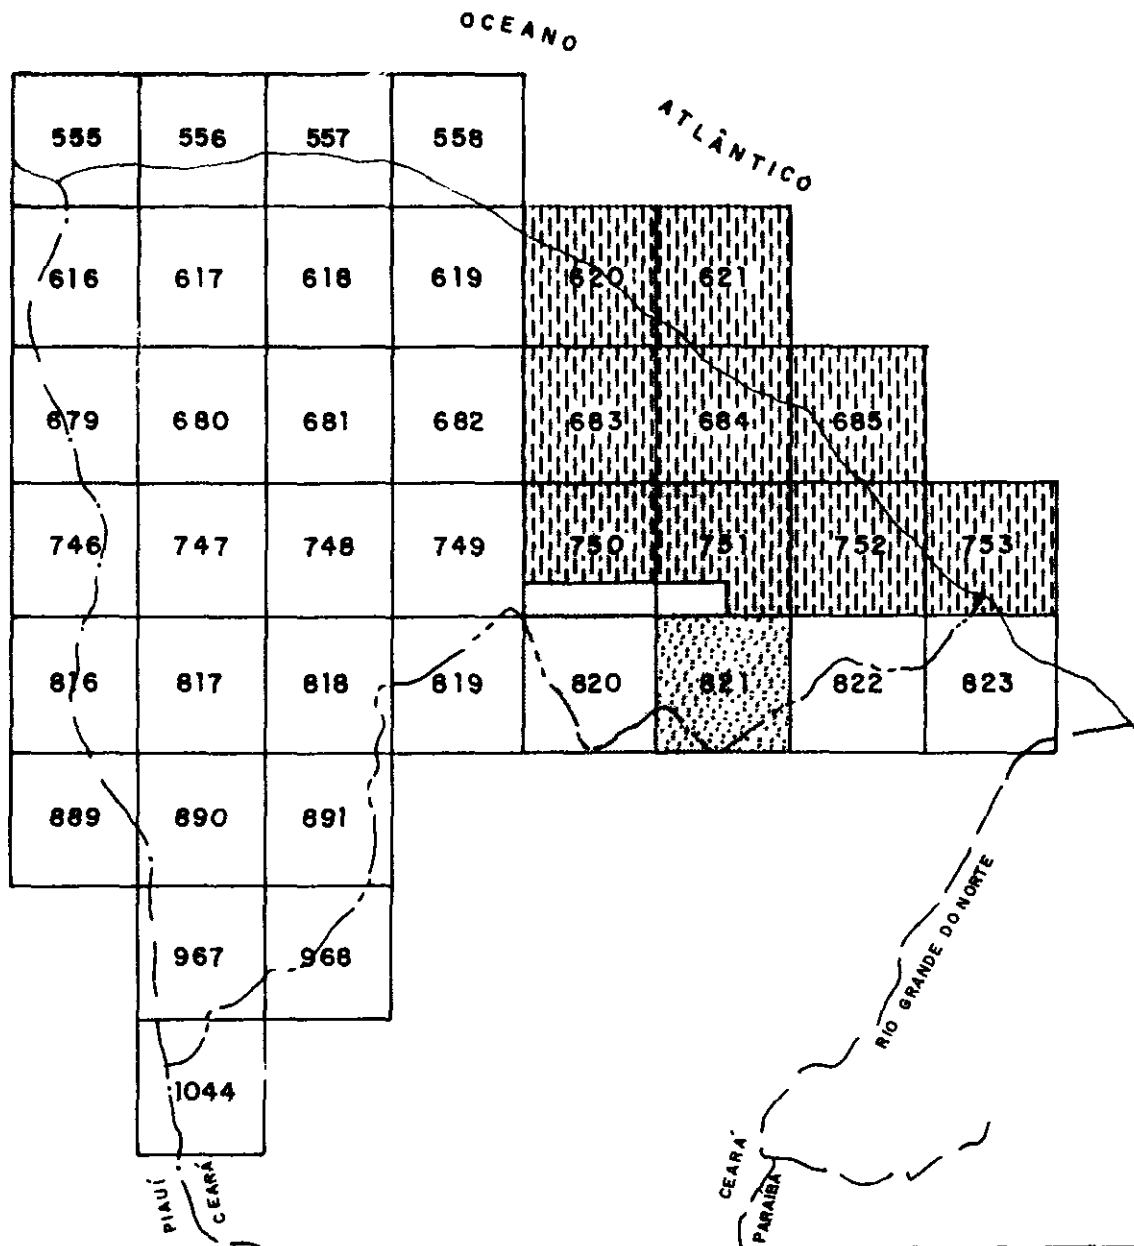 OCEANO
ATLÂNTICO
555 556 557 558
616 617 618 619 620 621
679 680 681 682 683 684 685
746 747 748 749 750 751 752 753
816 817 818 819 820 821 822 823
889 890 891
967 968
1044
RIO GRANDE DO NORTE
CEARÁ
PARAÍBA
PIAUÍ
CEARÁ